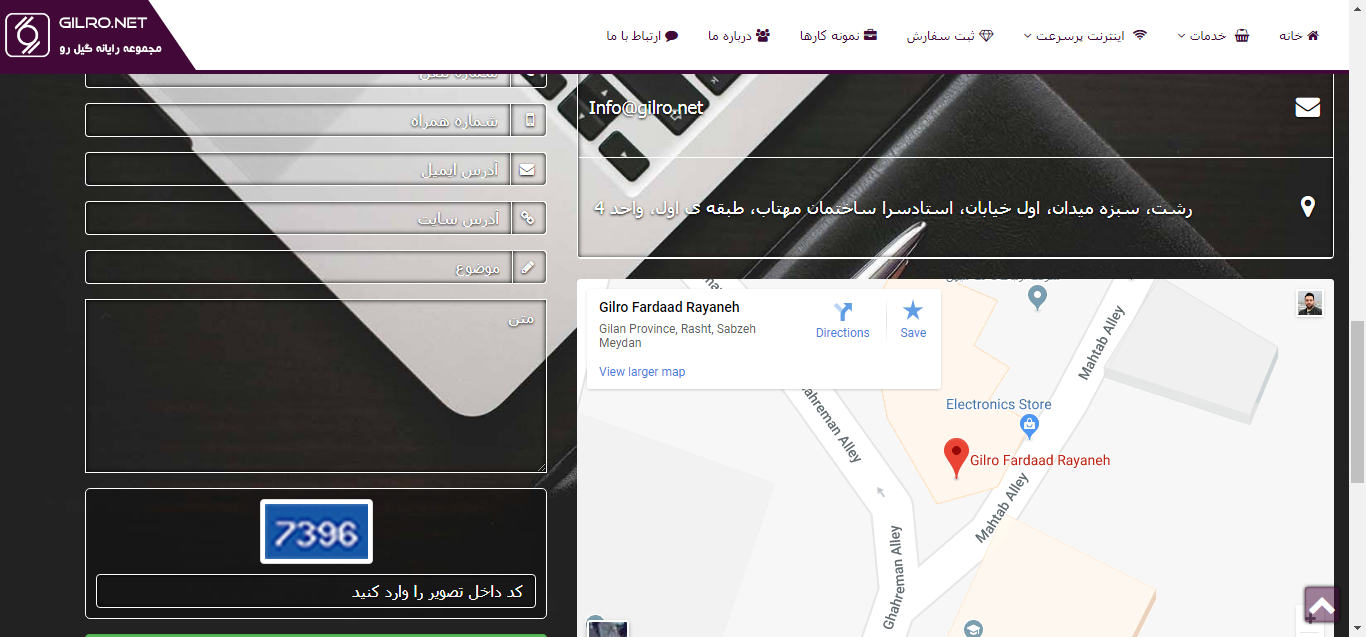 GILRO.NET
مجموعه رایانه گیل رو
خانه
خدمات
اینترنت پرسرعت
ثبت سفارش
نمونه کارها
درباره ما
ارتباط با ما
Info@gilro.net
رشت، سبزه میدان، اول خیابان، استادسرا ساختمان مهتاب، طبقه ی اول، واحد 4
شماره همراه
آدرس ایمیل
آدرس سایت
موضوع
متن
7396
کد داخل تصویر را وارد کنید
Gilro Fardaad Rayaneh
Gilan Province, Rasht, Sabzeh
Meydan
View larger map
Directions
Save
Mahtab Alley
Electronics Store
Gilro Fardaad Rayaneh
Mahtab Alley
Ghahreman Alley